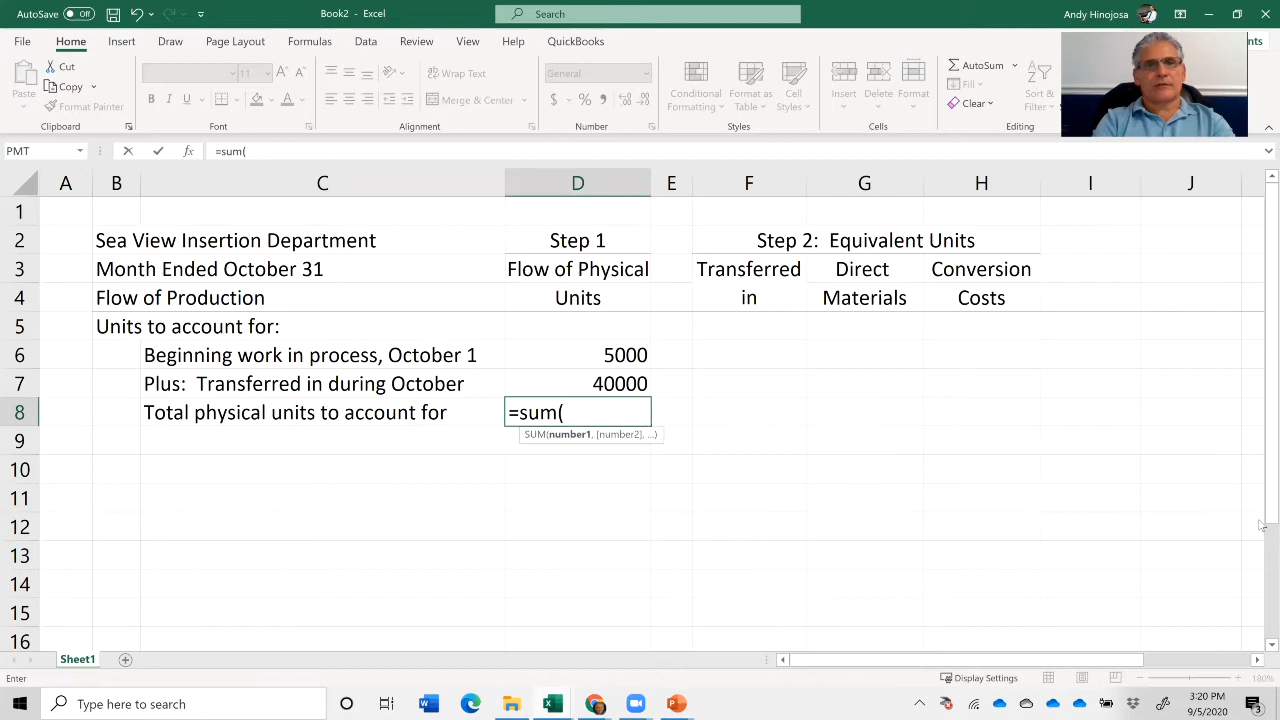 AutoSave Off Book2 - Excel Search Andy Hinojosa
File Home Insert Draw Page Layout Formulas Data Review View Help QuickBooks nts
Paste Cut Copy Format Painter
Clipboard
11
B I U A
Font
Wrap Text
Merge & Center
Alignment
General
$ % ,
Number
Conditional Formatting Format as Table Cell Styles
Styles
Insert Delete Format
Cells
AutoSum Fill Clear Sort & Filter
Editing
PMT fx =sum(
A B C D E F G H I J
1
2 Sea View Insertion Department Step 1 Step 2: Equivalent Units
3 Month Ended October 31 Flow of Physical Transferred Direct Conversion
4 Flow of Production Units in Materials Costs
5 Units to account for:
6 Beginning work in process, October 1 5000
7 Plus: Transferred in during October 40000
8 Total physical units to account for =sum(
SUM(number1, [number2], ...)
9
10
11
12
13
14
15
16
Sheet1
Enter Display Settings 180%
Type here to search 3:20 PM
9/5/2020 3